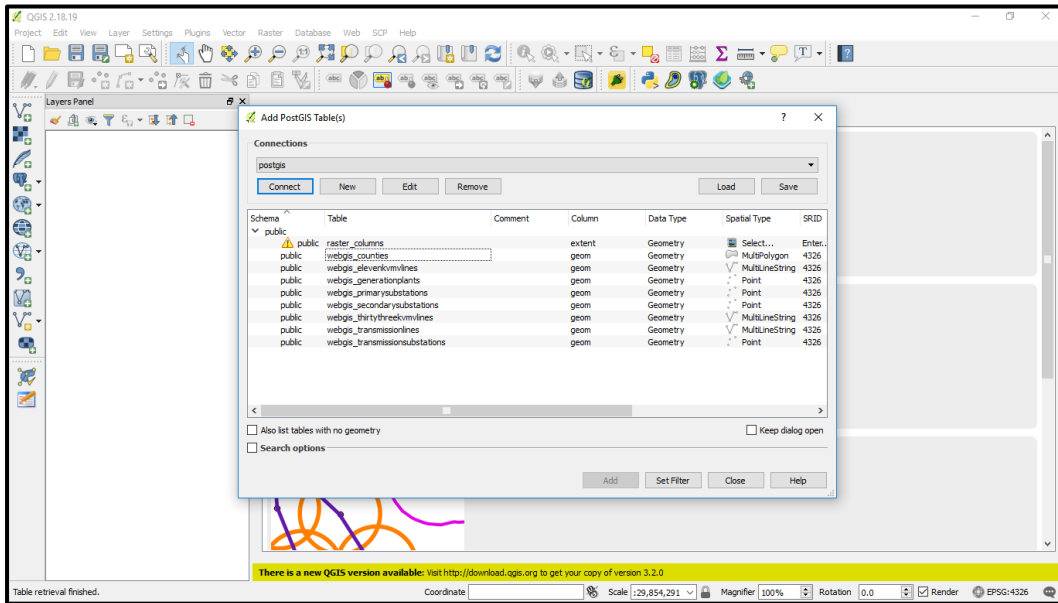 QGIS 2.18.19
Project Edit View Layer Settings Plugins Vector Raster Database Web SCP Help
Layers Panel
Add PostGIS Table(s)
Connections
postgis
Connect New Edit Remove Load Save
Schema Table Comment Column Data Type Spatial Type SRID
public
public raster_columns extent Geometry Select... Enter..
public webgis_counties geom Geometry MultiPolygon 4326
public webgis_elevenkvmvlines geom Geometry MultiLineString 4326
public webgis_generationplants geom Geometry Point 4326
public webgis_primarysubstations geom Geometry Point 4326
public webgis_secondarysubstations geom Geometry Point 4326
public webgis_thirtythreekvmvlines geom Geometry MultiLineString 4326
public webgis_transmissionlines geom Geometry MultiLineString 4326
public webgis_transmissionsubstations geom Geometry Point 4326
Also list tables with no geometry Keep dialog open
Search options
Add Set Filter Close Help
There is a new QGIS version available: Visit http://download.qgis.org to get your copy of version 3.2.0
Table retrieval finished. Coordinate Scale :29,854,291 Magnifier 100% Rotation 0.0 Render EPSG:4326